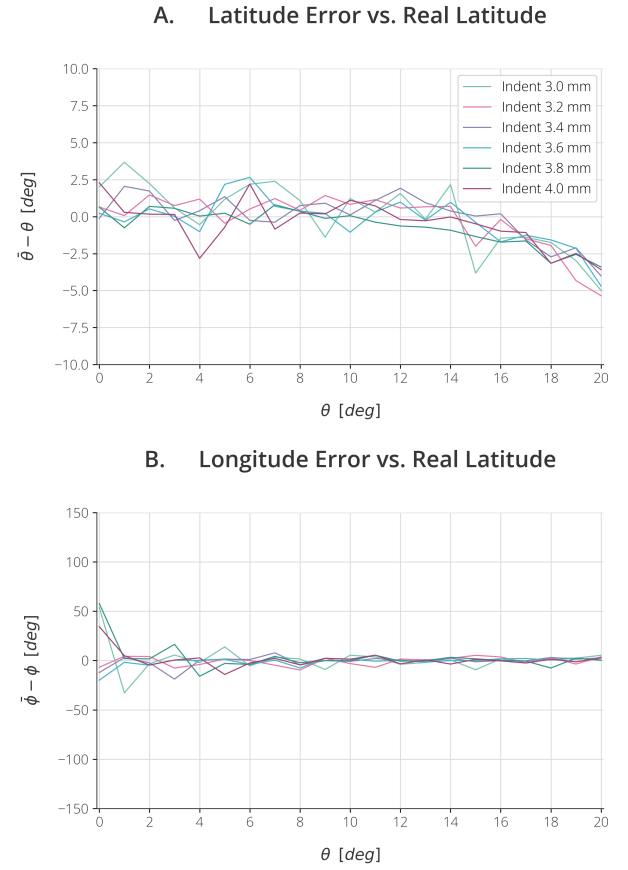 A. Latitude Error vs. Real Latitude
10.0
7.5
5.0
2.5
0.0
−2.5
−5.0
−7.5
−10.0
θ̄ − θ [deg]
Indent 3.0 mm
Indent 3.2 mm
Indent 3.4 mm
Indent 3.6 mm
Indent 3.8 mm
Indent 4.0 mm
0 2 4 6 8 10 12 14 16 18 20
θ [deg]
B. Longitude Error vs. Real Latitude
150
100
50
0
−50
−100
−150
ϕ̄ − ϕ [deg]
0 2 4 6 8 10 12 14 16 18 20
θ [deg]